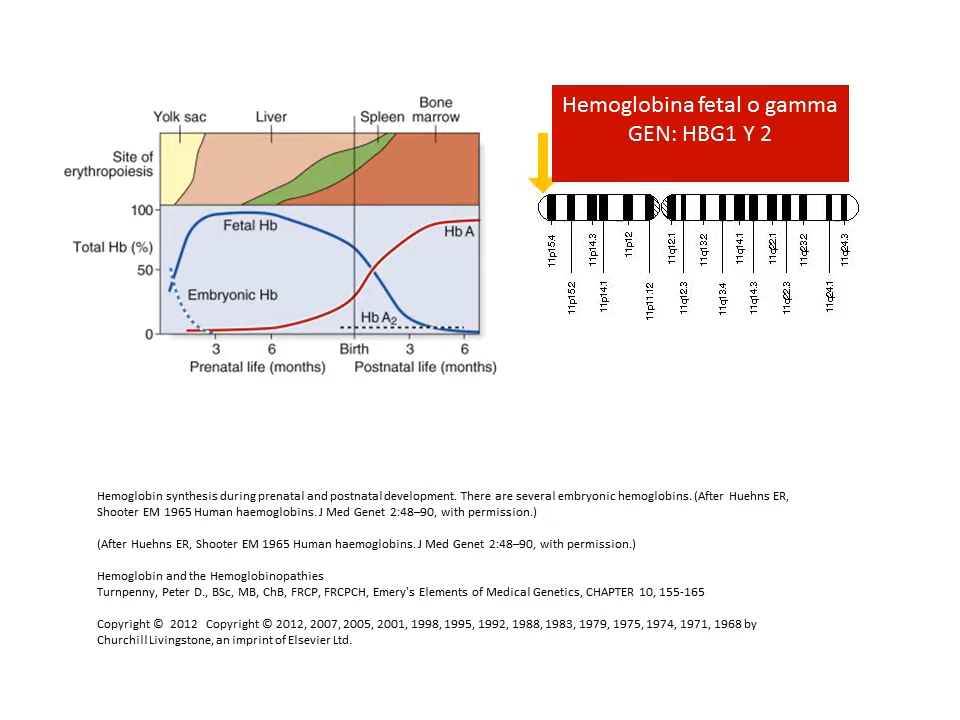 Hemoglobina fetal o gamma
GEN: HBG1 Y 2
Yolk sac
Liver
Spleen
Bone
marrow
Site of
erythropoiesis
100
Total Hb (%)
50
0
Fetal Hb
Hb A
Embryonic Hb
Hb A2
3
6
Birth
3
6
Prenatal life (months)
Postnatal life (months)
11p15.4
11p15.2
11p14.3
11p14.1
11p12
11p11.12
11q12.1
11q12.3
11q13.2
11q13.4
11q14.1
11q14.3
11q22.1
11q22.3
11q23.2
11q24.1
11q24.3
Hemoglobin synthesis during prenatal and postnatal development. There are several embryonic hemoglobins. (After Huehns ER,
Shooter EM 1965 Human haemoglobins. J Med Genet 2:48–90, with permission.)
(After Huehns ER, Shooter EM 1965 Human haemoglobins. J Med Genet 2:48–90, with permission.)
Hemoglobin and the Hemoglobinopathies
Turnpenny, Peter D., BSc, MB, ChB, FRCP, FRCPCH, Emery's Elements of Medical Genetics, CHAPTER 10, 155-165
Copyright © 2012 Copyright © 2012, 2007, 2005, 2001, 1998, 1995, 1992, 1988, 1983, 1979, 1975, 1974, 1971, 1968 by
Churchill Livingstone, an imprint of Elsevier Ltd.